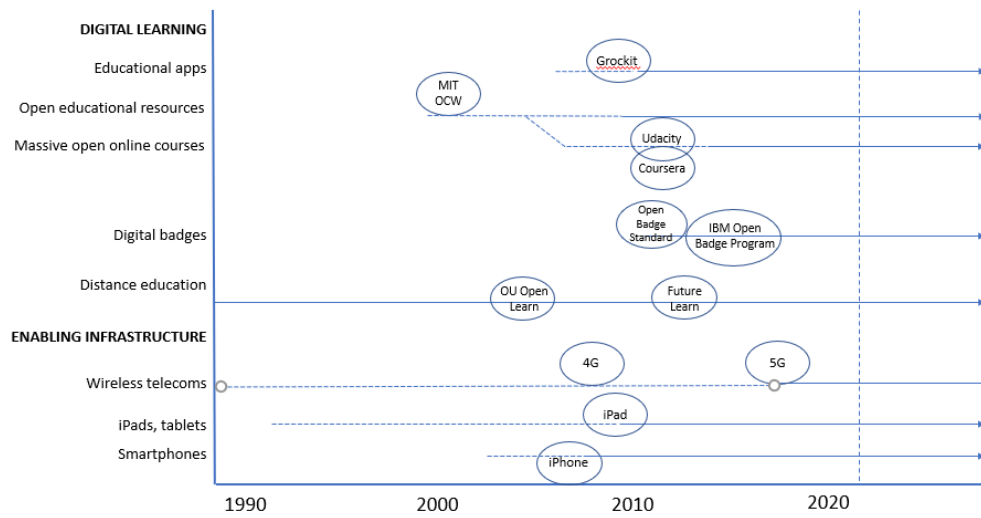 DIGITAL LEARNING
Educational apps
Grockit
MIT
OCW
Open educational resources
Massive open online courses
Udacity
Coursera
Digital badges
Open
Badge
Standard
IBM Open
Badge Program
Distance education
OU Open
Learn
Future
Learn
ENABLING INFRASTRUCTURE
Wireless telecoms
4G
5G
iPads, tablets
iPad
Smartphones
iPhone
1990
2000
2010
2020